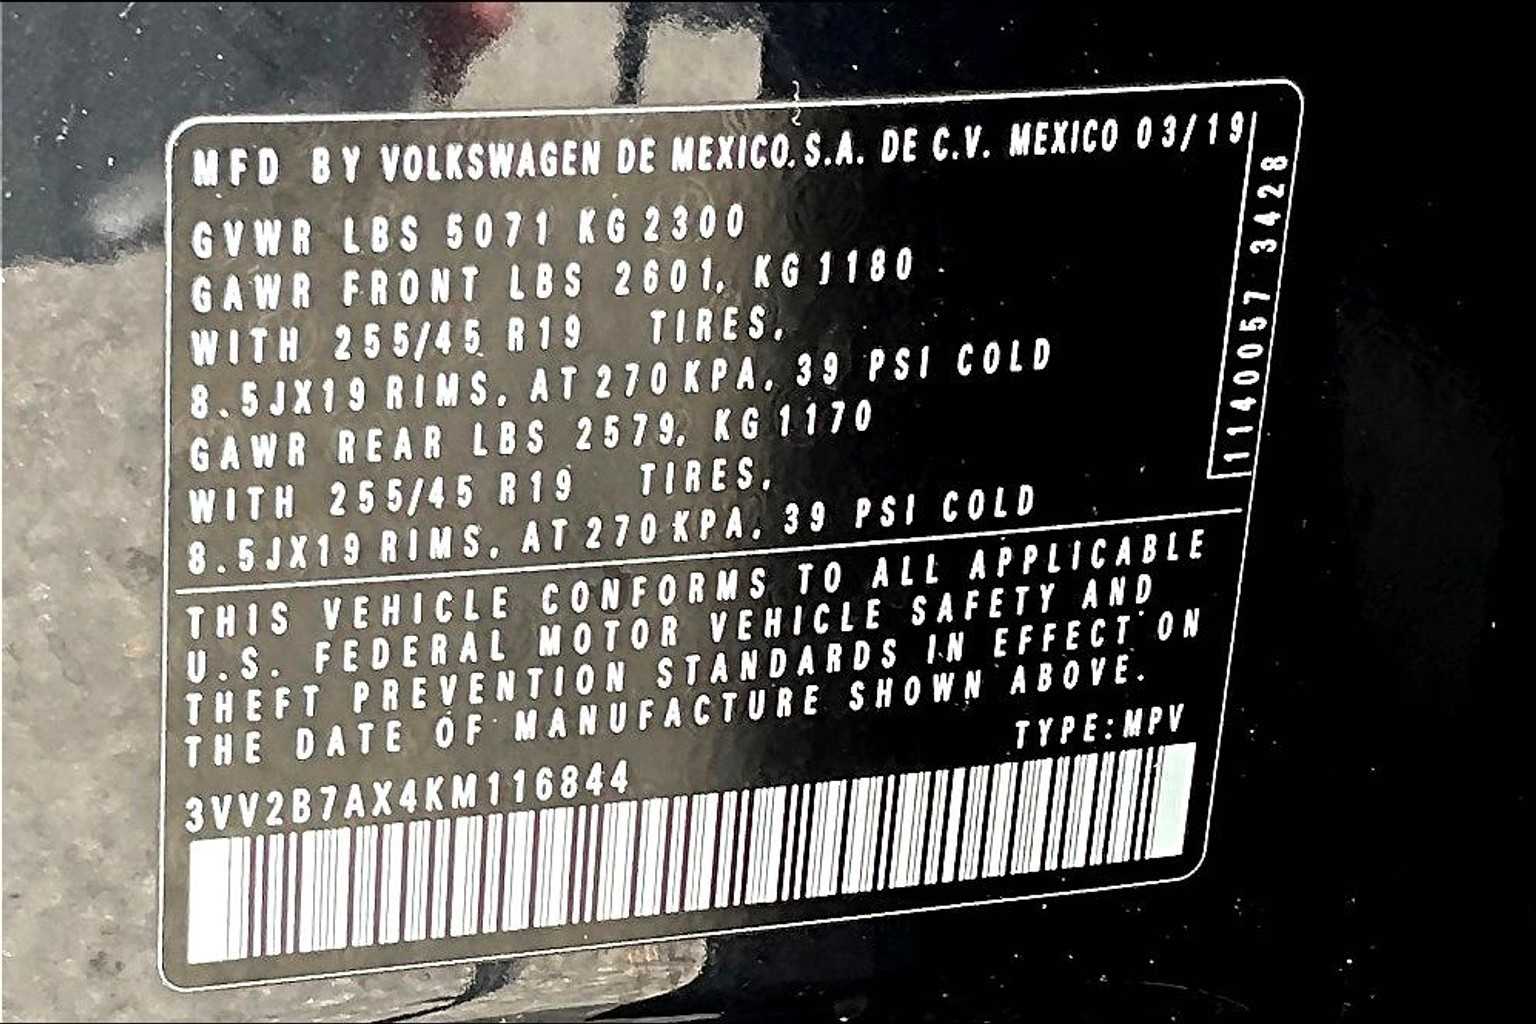 MFD BY VOLKSWAGEN DE MEXICO.S.A. DE C.V. MEXICO 03/19
GVWR LBS 5071 KG 2300
GAWR FRONT LBS 2601, KG 1180
WITH 255/45 R19 TIRES,
8.5JX19 RIMS, AT 270 KPA, 39 PSI COLD
GAWR REAR LBS 2579, KG 1170
WITH 255/45 R19 TIRES,
8.5JX19 RIMS, AT 270 KPA, 39 PSI COLD
1140057 3428
THIS VEHICLE CONFORMS TO ALL APPLICABLE
U.S. FEDERAL MOTOR VEHICLE SAFETY AND
THEFT PREVENTION STANDARDS IN EFFECT ON
THE DATE OF MANUFACTURE SHOWN ABOVE.
TYPE:MPV
3VV2B7AX4KM116844